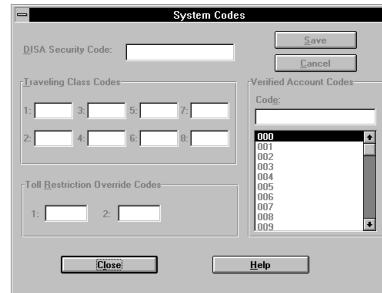 System Codes
DISA Security Code:
Save
Cancel
Traveling Class Codes
1: 3: 5: 7:
2: 4: 6: 8:
Verified Account Codes
Code:
000
001
002
003
004
005
006
007
008
009
Toll Restriction Override Codes
1: 2:
Close
Help